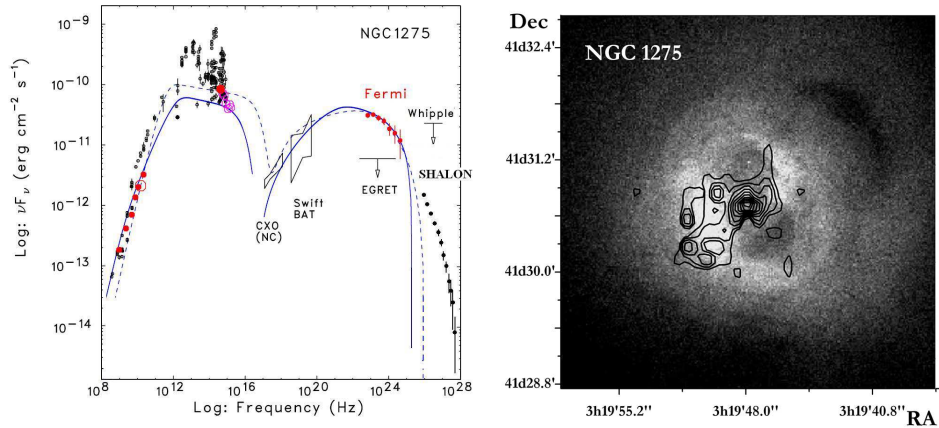 NGC1275
Fermi
Whipple
EGRET
SHALON
Swift
BAT
CXO
(NC)
Log: νFν (erg cm⁻² s⁻¹)
10⁻⁹
10⁻¹⁰
10⁻¹¹
10⁻¹²
10⁻¹³
10⁻¹⁴
10⁸ 10¹² 10¹⁶ 10²⁰ 10²⁴ 10²⁸
Log: Frequency (Hz)
Dec
NGC 1275
41d32.4'
41d31.2'
41d30.0'
41d28.8'
3h19'55.2" 3h19'48.0" 3h19'40.8"
RA